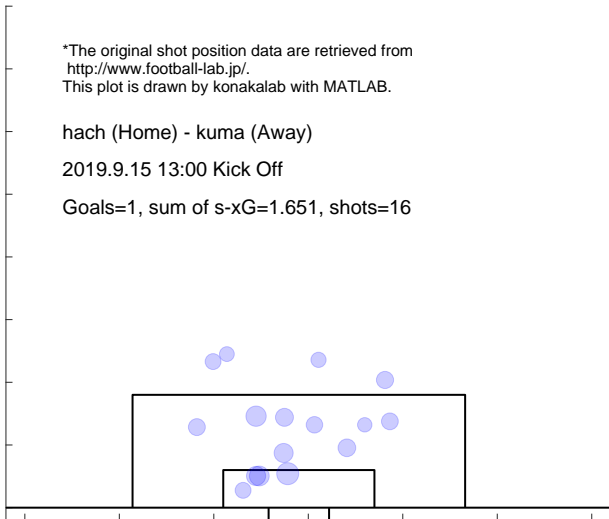 *The original shot position data are retrieved from
http://www.football-lab.jp/.
This plot is drawn by konakalab with MATLAB.
hach (Home) - kuma (Away)
2019.9.15 13:00 Kick Off
Goals=1, sum of s-xG=1.651, shots=16